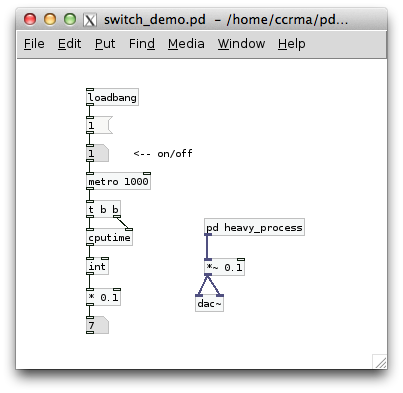 switch_demo.pd - /home/ccrma/pd...
File Edit Put Find Media Window Help
loadbang
1
1 <-- on/off
metro 1000
t b b
pd heavy_process
cputime
int
*~ 0.1
* 0.1
dac~
7